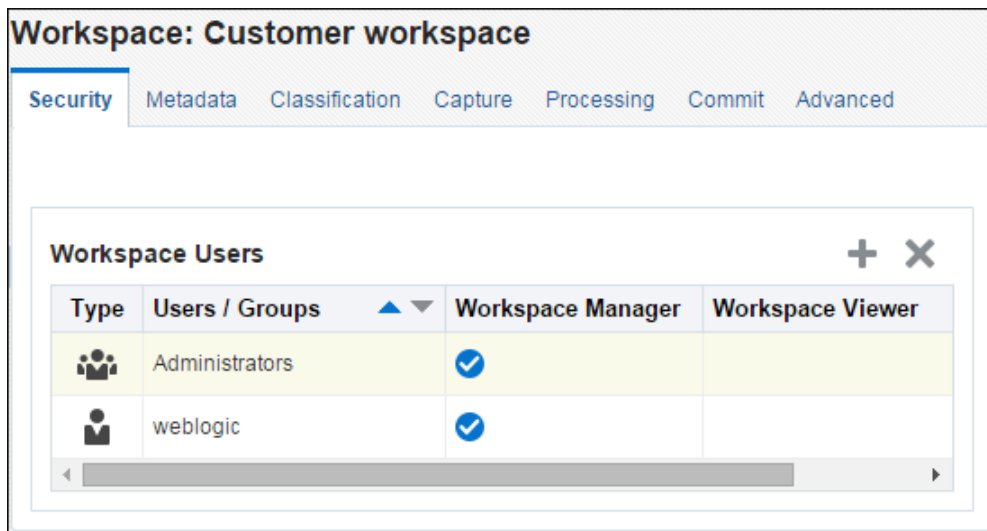 Workspace: Customer workspace
Security Metadata Classification Capture Processing Commit Advanced
Workspace Users
Type Users / Groups Workspace Manager Workspace Viewer
Administrators
weblogic